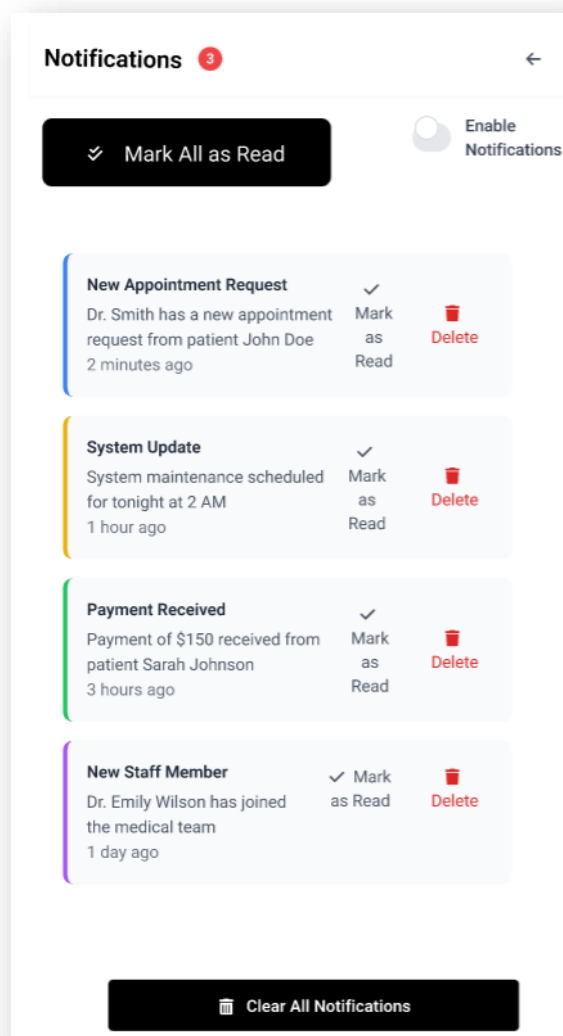 Notifications 3
Mark All as Read
Enable
Notifications
New Appointment Request
Dr. Smith has a new appointment
request from patient John Doe
2 minutes ago
Mark
as
Read
Delete
System Update
System maintenance scheduled
for tonight at 2 AM
1 hour ago
Mark
as
Read
Delete
Payment Received
Payment of $150 received from
patient Sarah Johnson
3 hours ago
Mark
as
Read
Delete
New Staff Member
Dr. Emily Wilson has joined
the medical team
1 day ago
Mark
as Read
Delete
Clear All Notifications